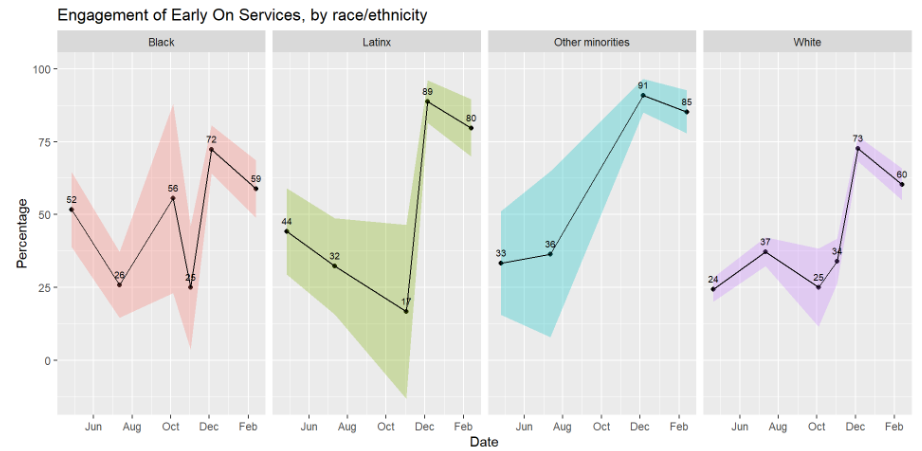 Engagement of Early On Services, by race/ethnicity
Black Latinx Other minorities White
Percentage
100
75
50
25
0
52 26 56 25 72 59
44 32 17 89 80
33 36 91 85
24 37 25 34 73 60
Jun Aug Oct Dec Feb Jun Aug Oct Dec Feb Jun Aug Oct Dec Feb Jun Aug Oct Dec Feb
Date